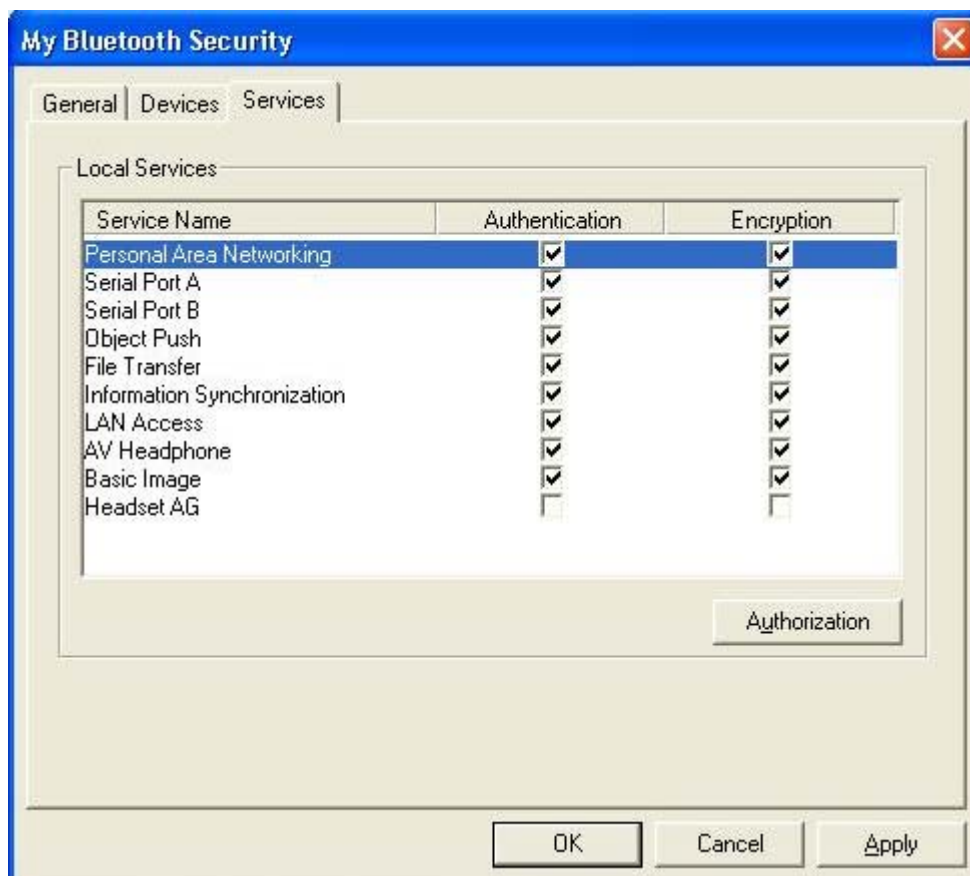 My Bluetooth Security
General Devices Services
Local Services
Service Name Authentication Encryption
Personal Area Networking
Serial Port A
Serial Port B
Object Push
File Transfer
Information Synchronization
LAN Access
AV Headphone
Basic Image
Headset AG
Authorization
OK Cancel Apply